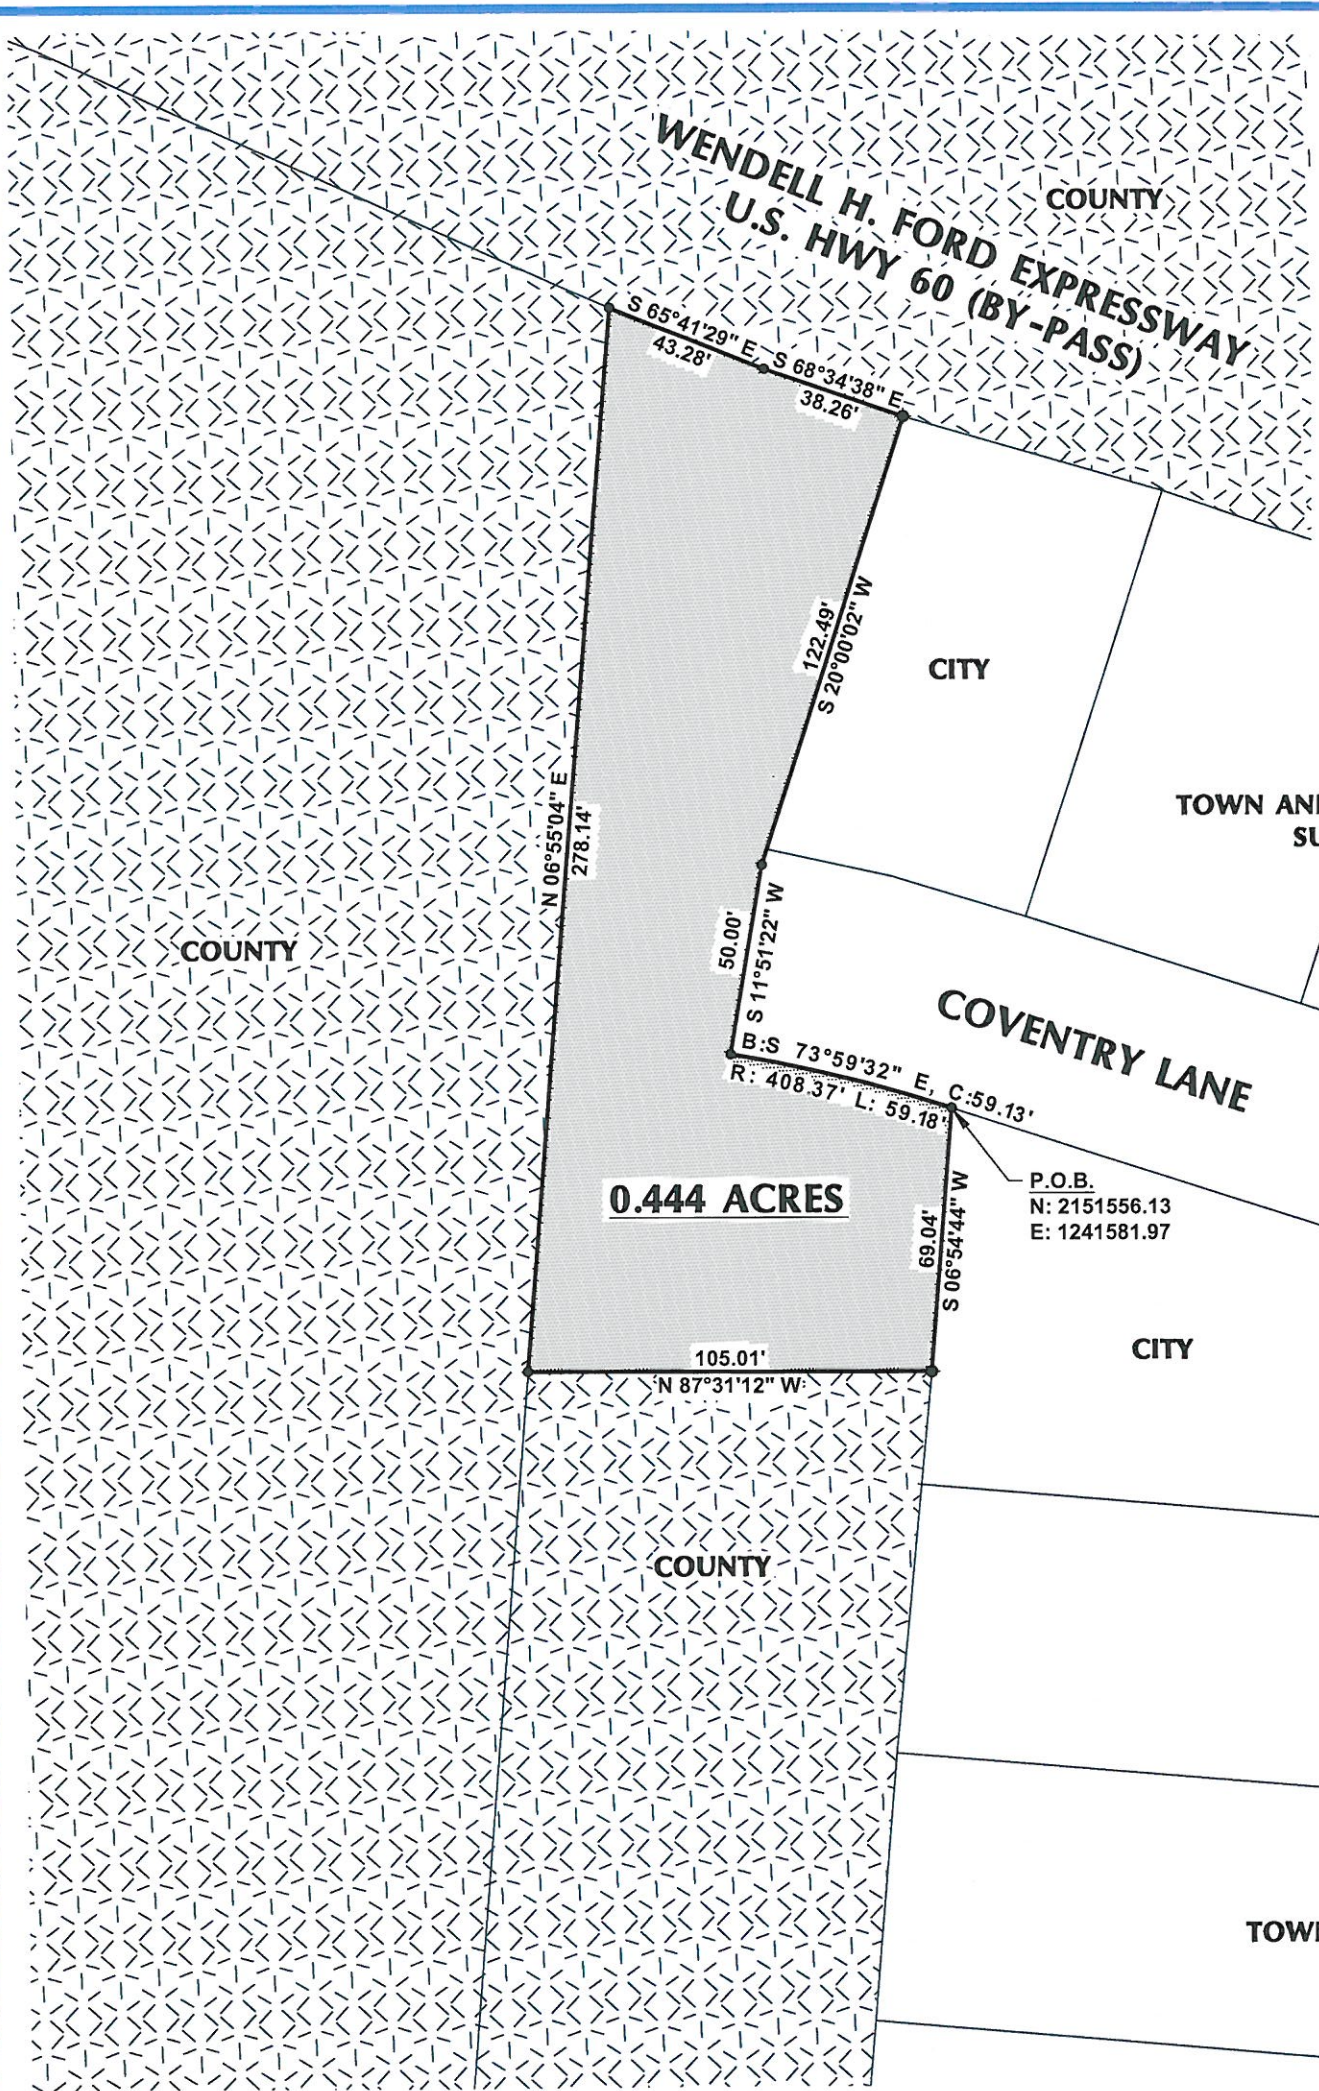 WENDELL H. FORD EXPRESSWAY
U.S. HWY 60 (BY-PASS)
COUNTY
S 65°41'29" E,
43.28'
S 68°34'38" E
38.26'
122.49'
S 20°00'02" W
CITY
TOWN AN
SU
N 06°55'04" E
278.14'
COUNTY
50.00'
S 11°51'22" W
COVENTRY LANE
B:S 73°59'32" E, C:59.13'
R: 408.37' L: 59.18'
P.O.B.
N: 2151556.13
E: 1241581.97
0.444 ACRES
69.04'
S 06°54'44" W
CITY
105.01'
N 87°31'12" W
COUNTY
TOW